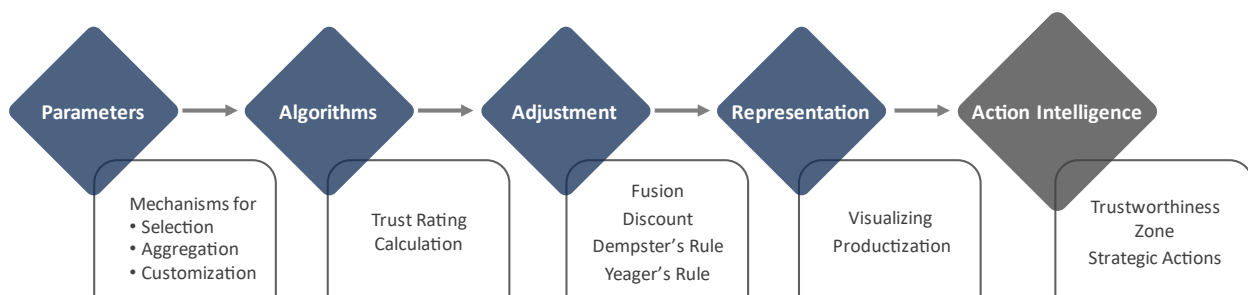 Parameters
Algorithms
Adjustment
Representation
Action Intelligence
Mechanisms for
• Selection
• Aggregation
• Customization
Trust Rating
Calculation
Fusion
Discount
Dempster’s Rule
Yeager’s Rule
Visualizing
Productization
Trustworthiness
Zone
Strategic Actions